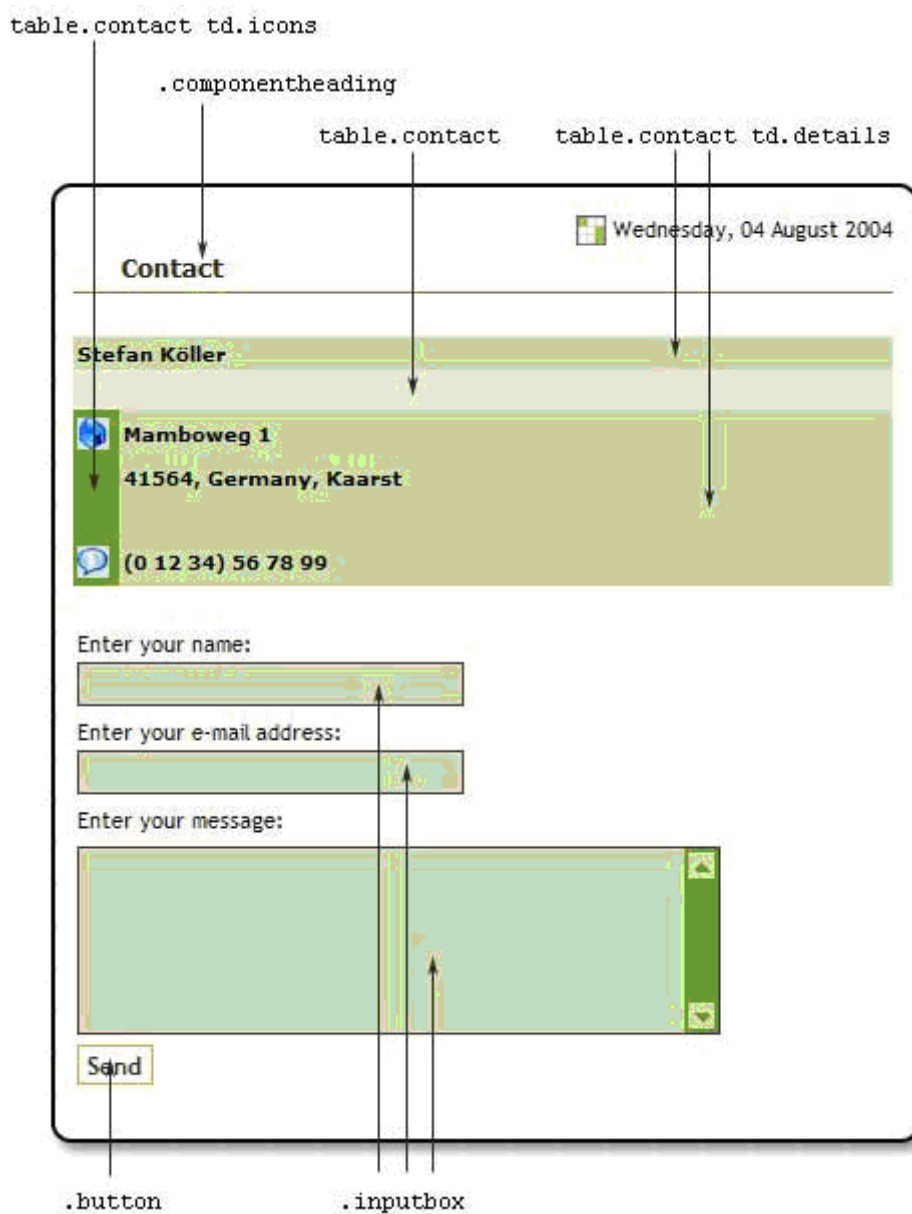 table.contact td.icons
.componentheading
table.contact table.contact td.details
Wednesday, 04 August 2004
Contact
Stefan Köller
Mamboweg 1
41564, Germany, Kaarst
(0 12 34) 56 78 99
Enter your name:
Enter your e-mail address:
Enter your message:
Send
.button .inputbox